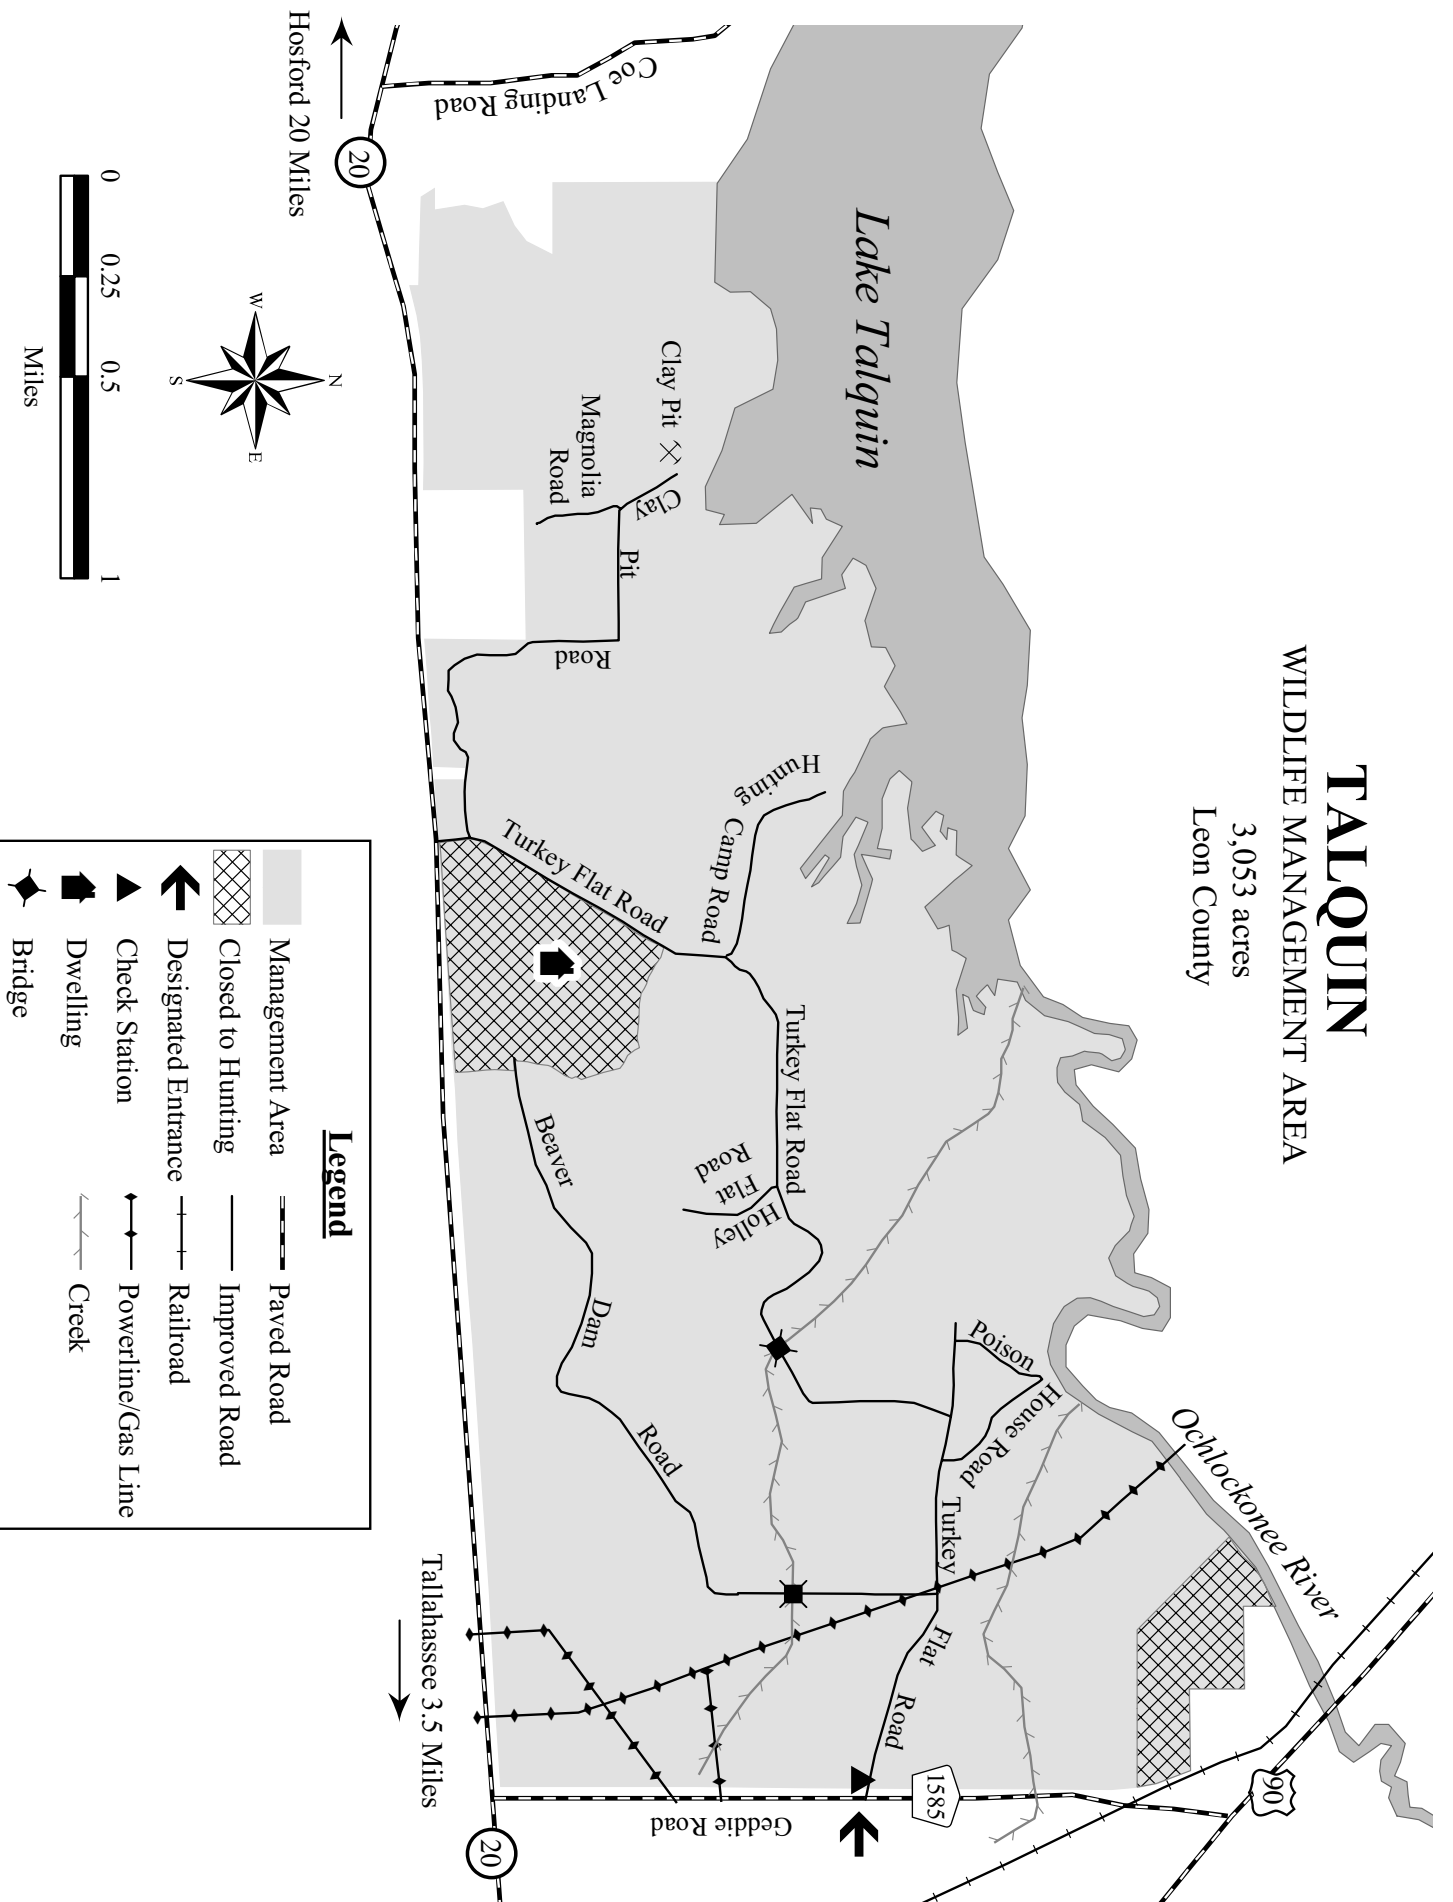 TALQUIN
WILDLIFE MANAGEMENT AREA
3,053 acres
Leon County
Ochlockonee River
Lake Talquin
90
1585
Geddie Road
Coe Landing Road
Clay Pit
Magnolia
Road
Clay
Pit
Road
Hunting
Camp Road
Turkey Flat Road
Turkey Flat Road
Holley
Flat
Road
Poison
House Road
Turkey
Flat
Road
Beaver
Dam
Road
20
Hosford 20 Miles
Tallahassee 3.5 Miles
20
N
W
E
S
0
0.25
0.5
1
Miles
Legend
Management Area
Closed to Hunting
Designated Entrance
Check Station
Dwelling
Bridge
Paved Road
Improved Road
Railroad
Powerline/Gas Line
Creek